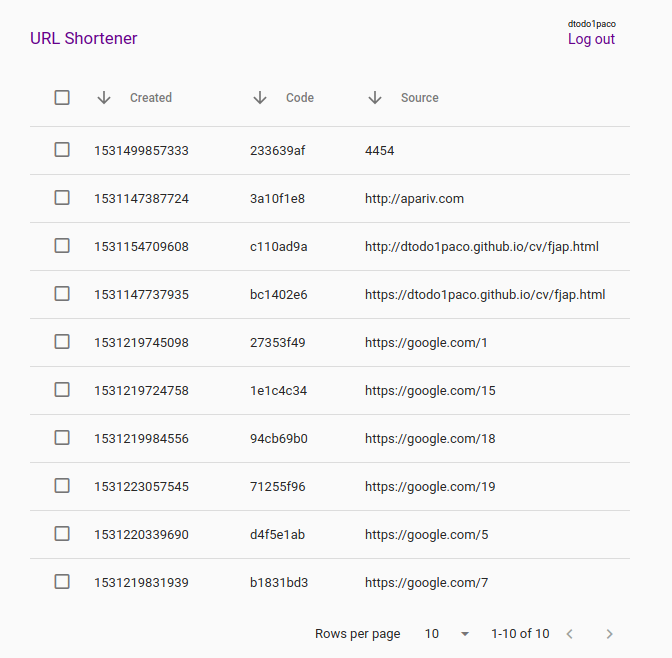 dtodo1paco
URL Shortener Log out
Created Code Source
1531499857333 233639af 4454
1531147387724 3a10f1e8 http://apariv.com
1531154709608 c110ad9a http://dtodo1paco.github.io/cv/fjap.html
1531147737935 bc1402e6 https://dtodo1paco.github.io/cv/fjap.html
1531219745098 27353f49 https://google.com/1
1531219724758 1e1c4c34 https://google.com/15
1531219984556 94cb69b0 https://google.com/18
1531223057545 71255f96 https://google.com/19
1531220339690 d4f5e1ab https://google.com/5
1531219831939 b1831bd3 https://google.com/7
Rows per page 10 1-10 of 10